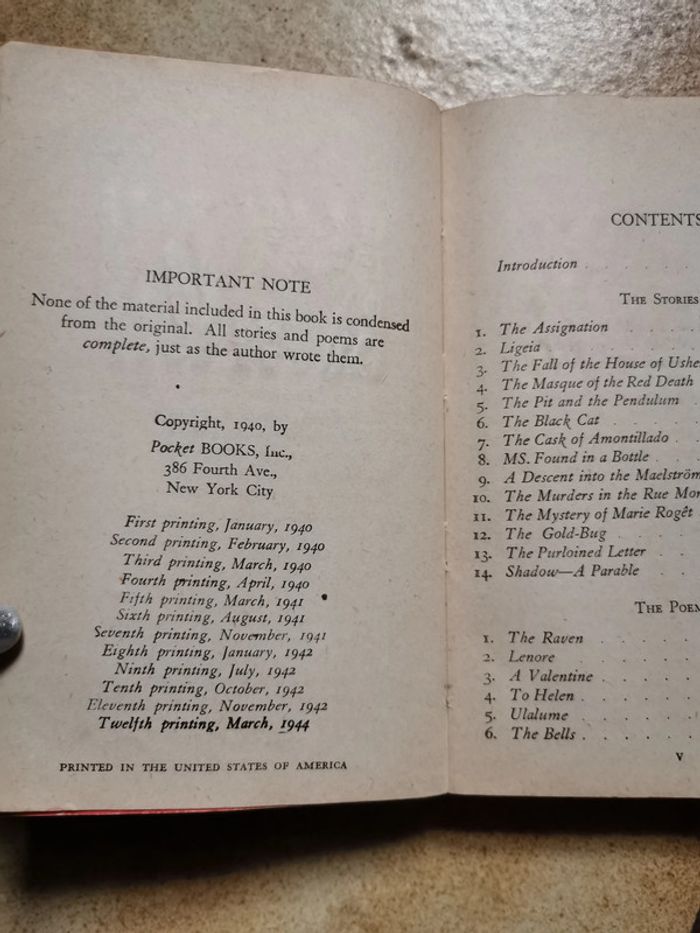 IMPORTANT NOTE
None of the material included in this book is condensed
from the original. All stories and poems are
complete, just as the author wrote them.
Copyright, 1940, by
Pocket BOOKS, Inc.,
386 Fourth Ave.,
New York City
First printing, January, 1940
Second printing, February, 1940
Third printing, March, 1940
Fourth printing, April, 1940
Fifth printing, March, 1941
Sixth printing, August, 1941
Seventh printing, November, 1941
Eighth printing, January, 1942
Ninth printing, July, 1942
Tenth printing, October, 1942
Eleventh printing, November, 1942
Twelfth printing, March, 1944
PRINTED IN THE UNITED STATES OF AMERICA
CONTENTS
Introduction . . . . .
THE STORIES
1. The Assignation . . . .
2. Ligeia . . . . . . .
3. The Fall of the House of Ushe
4. The Masque of the Red Death
5. The Pit and the Pendulum .
6. The Black Cat . . . . .
7. The Cask of Amontillado . .
8. MS. Found in a Bottle . . .
9. A Descent into the Maelström
10. The Murders in the Rue Mor
11. The Mystery of Marie Rogêt
12. The Gold-Bug . . . . .
13. The Purloined Letter . . .
14. Shadow—A Parable . . .
THE POEM
1. The Raven . . . . .
2. Lenore . . . . . .
3. A Valentine . . . . .
4. To Helen . . . . . .
5. Ulalume . . . . . .
6. The Bells . . . . . .
v